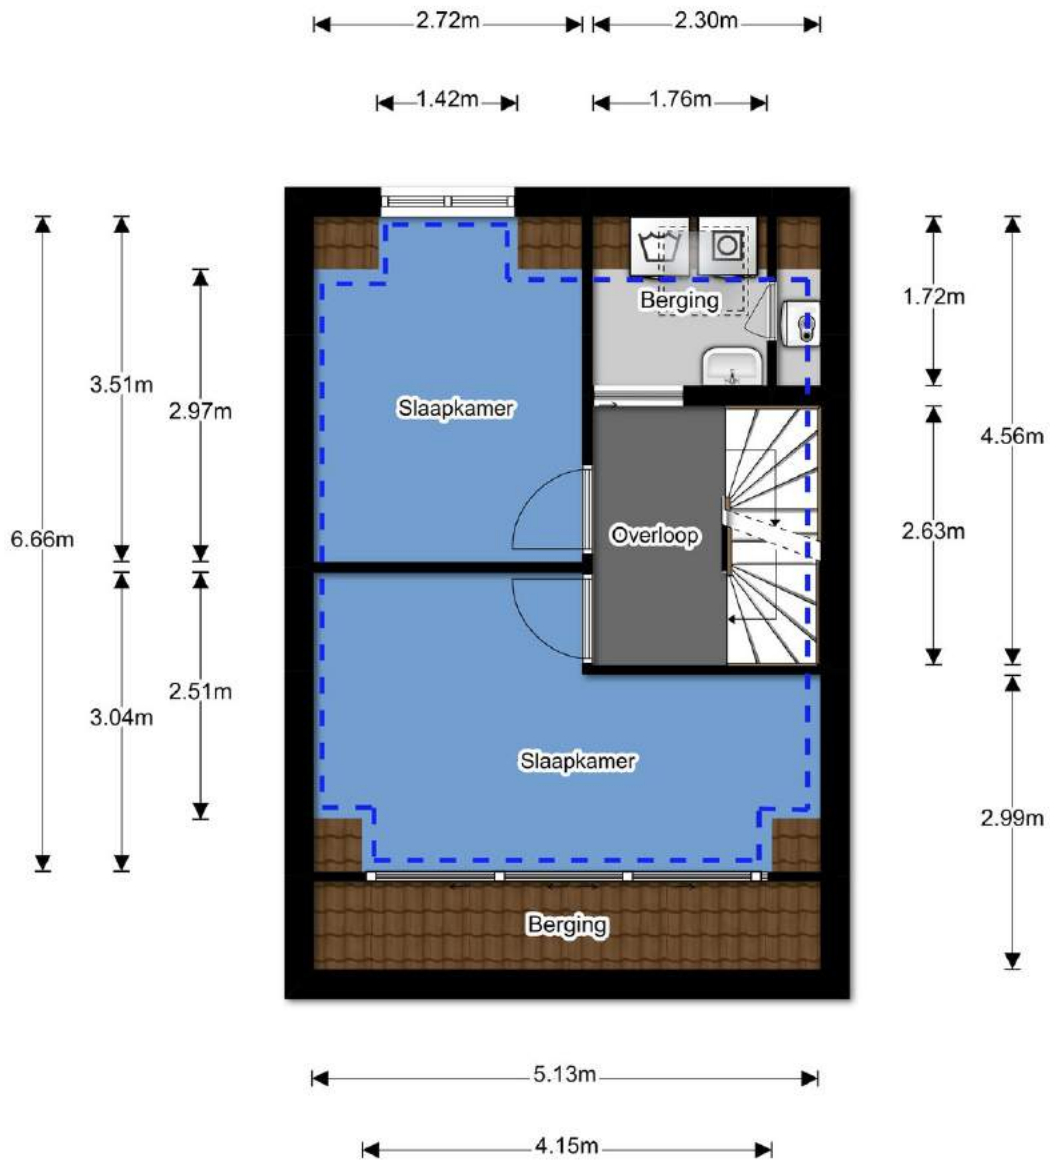 2.72m
2.30m
1.42m
1.76m
Berging
1.72m
3.51m
2.97m
Slaapkamer
4.56m
6.66m
Overloop
2.63m
2.51m
3.04m
Slaapkamer
2.99m
Berging
5.13m
4.15m